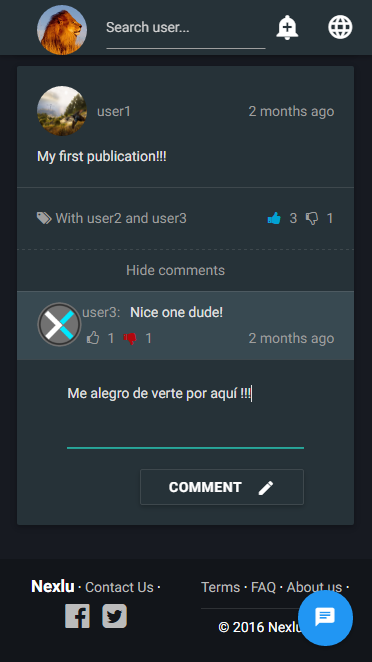 Search user...
user1 2 months ago
My first publication!!!
With user2 and user3 3 1
Hide comments
user3: Nice one dude!
1 1 2 months ago
Me alegro de verte por aquí !!!
COMMENT
Nexlu · Contact Us ·
Terms · FAQ · About us ·
© 2016 Nexlu